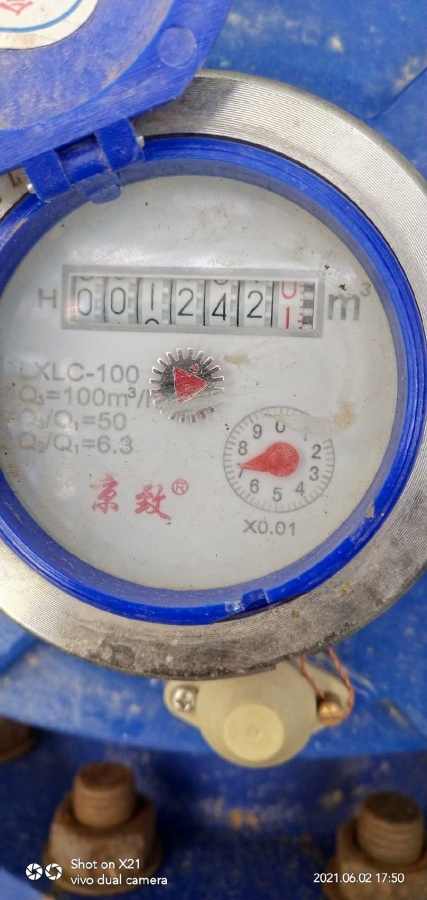 H 0 0 1 2 4 2 1 m³
LXLC-100
Q₃=100m³/h
Q₃/Q₁=50
Q₂/Q₁=6.3
9 0 1
8 2
7 3
6 5 4
京致®
X0.01
Shot on X21
vivo dual camera
2021.06.02 17:50